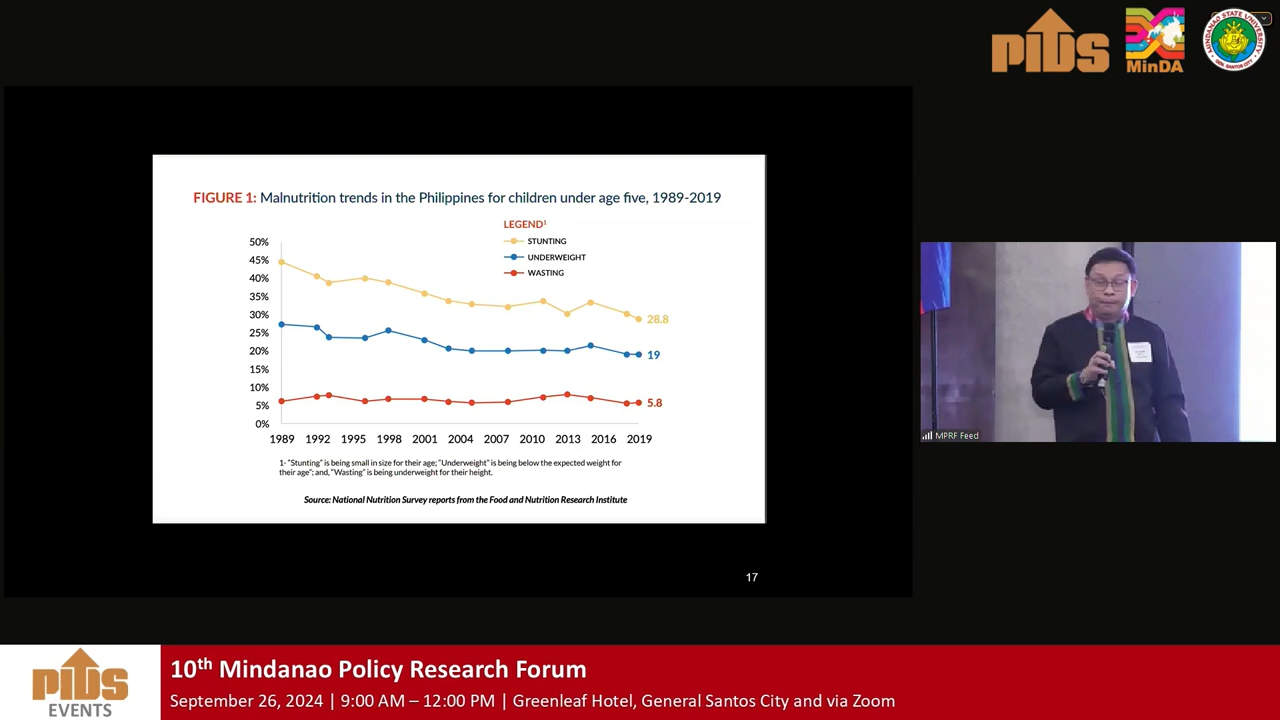 PIDS
MinDA
MINDANAO STATE UNIVERSITY
GEN. SANTOS CITY
FIGURE 1: Malnutrition trends in the Philippines for children under age five, 1989-2019
LEGEND¹
STUNTING
UNDERWEIGHT
WASTING
50%
45%
40%
35%
30%
25%
20%
15%
10%
5%
0%
28.8
19
5.8
1989 1992 1995 1998 2001 2004 2007 2010 2013 2016 2019
1- "Stunting" is being small in size for their age; "Underweight" is being below the expected weight for
their age"; and, "Wasting" is being underweight for their height.
Source: National Nutrition Survey reports from the Food and Nutrition Research Institute
17
MPRF Feed
PIDS
EVENTS
10th Mindanao Policy Research Forum
September 26, 2024 | 9:00 AM – 12:00 PM | Greenleaf Hotel, General Santos City and via Zoom